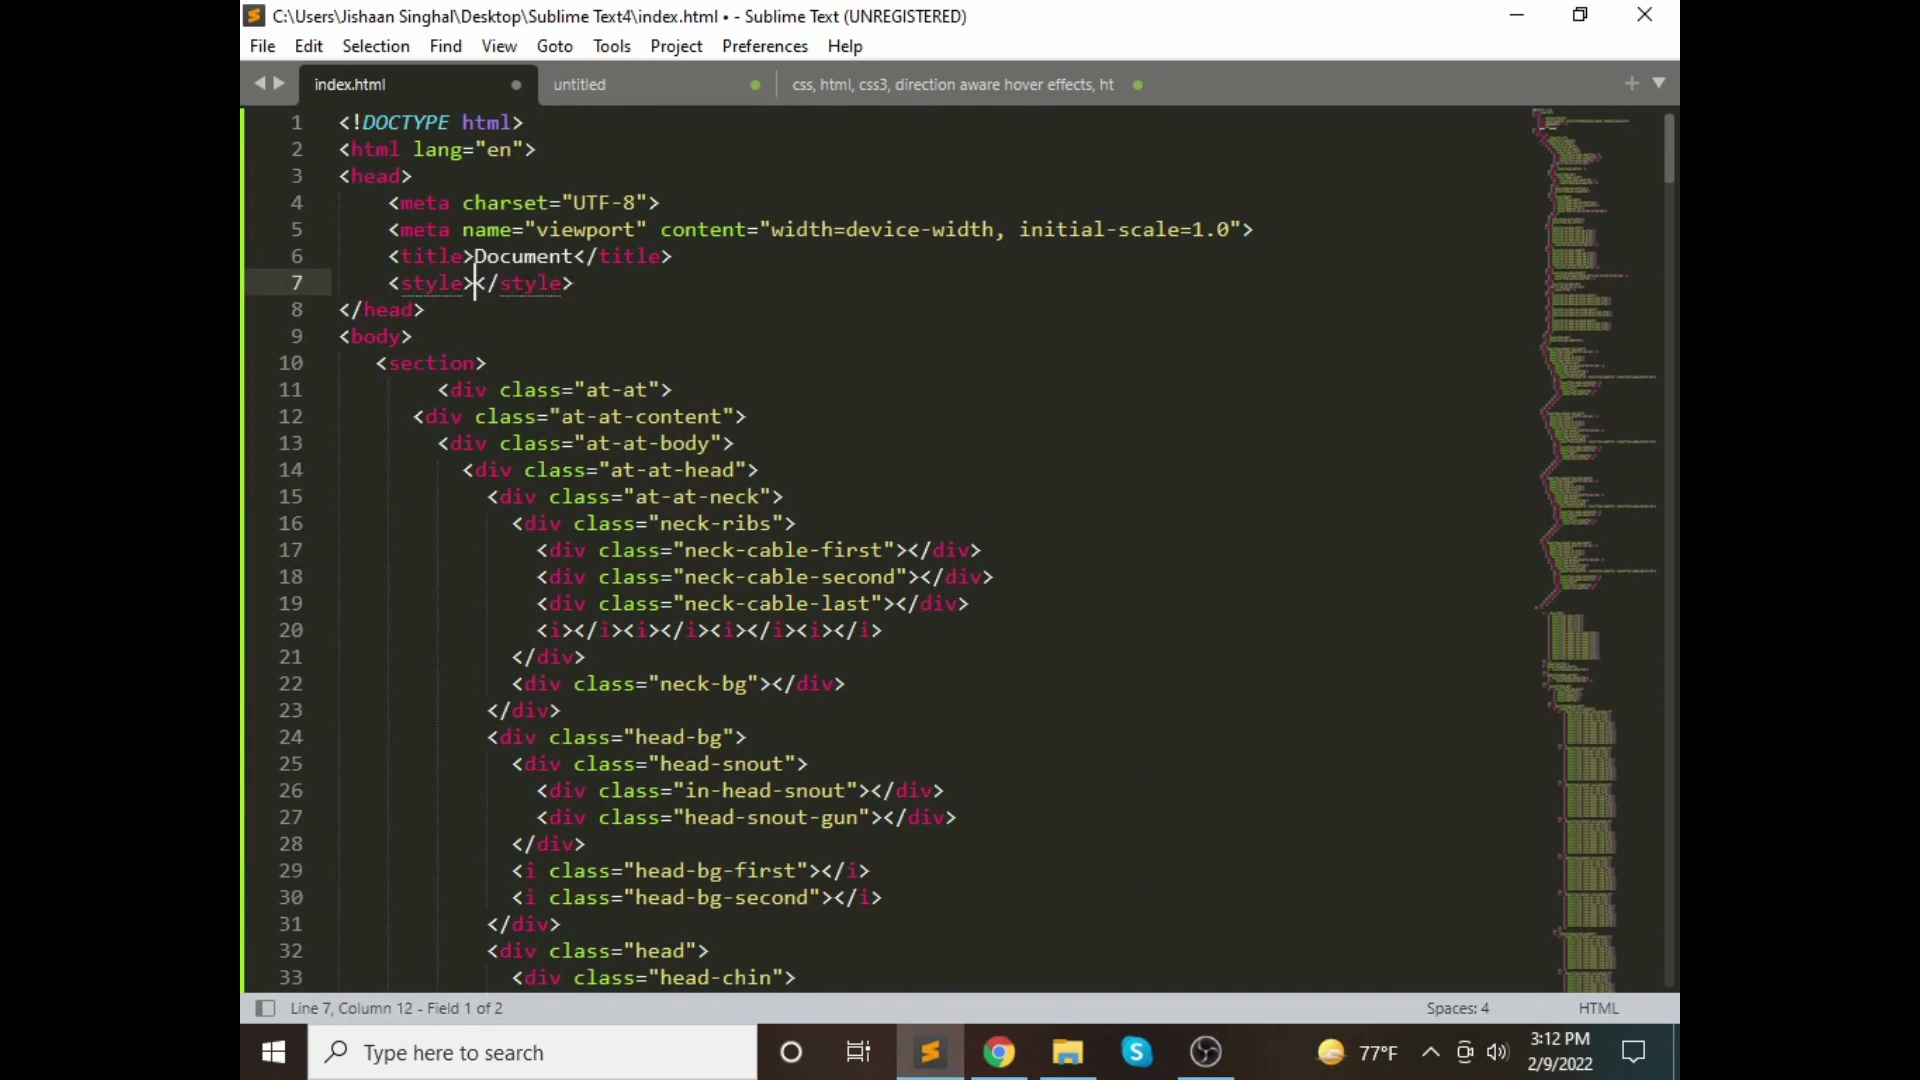 C:\Users\Jishaan Singhal\Desktop\Sublime Text4\index.html • - Sublime Text (UNREGISTERED)
File Edit Selection Find View Goto Tools Project Preferences Help
index.html untitled css, html, css3, direction aware hover effects, ht
1 <!DOCTYPE html>
2 <html lang="en">
3 <head>
4 <meta charset="UTF-8">
5 <meta name="viewport" content="width=device-width, initial-scale=1.0">
6 <title>Document</title>
7 <style></style>
8 </head>
9 <body>
10 <section>
11 <div class="at-at">
12 <div class="at-at-content">
13 <div class="at-at-body">
14 <div class="at-at-head">
15 <div class="at-at-neck">
16 <div class="neck-ribs">
17 <div class="neck-cable-first"></div>
18 <div class="neck-cable-second"></div>
19 <div class="neck-cable-last"></div>
20 <i></i><i></i><i></i><i></i>
21 </div>
22 <div class="neck-bg"></div>
23 </div>
24 <div class="head-bg">
25 <div class="head-snout">
26 <div class="in-head-snout"></div>
27 <div class="head-snout-gun"></div>
28 </div>
29 <i class="head-bg-first"></i>
30 <i class="head-bg-second"></i>
31 </div>
32 <div class="head">
33 <div class="head-chin">
Line 7, Column 12 - Field 1 of 2 Spaces: 4 HTML
Type here to search 77°F 3:12 PM
2/9/2022